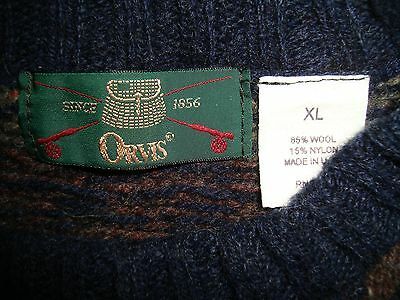 SINCE 1856
ORVIS®
XL
85% WOOL
15% NYLON
MADE IN